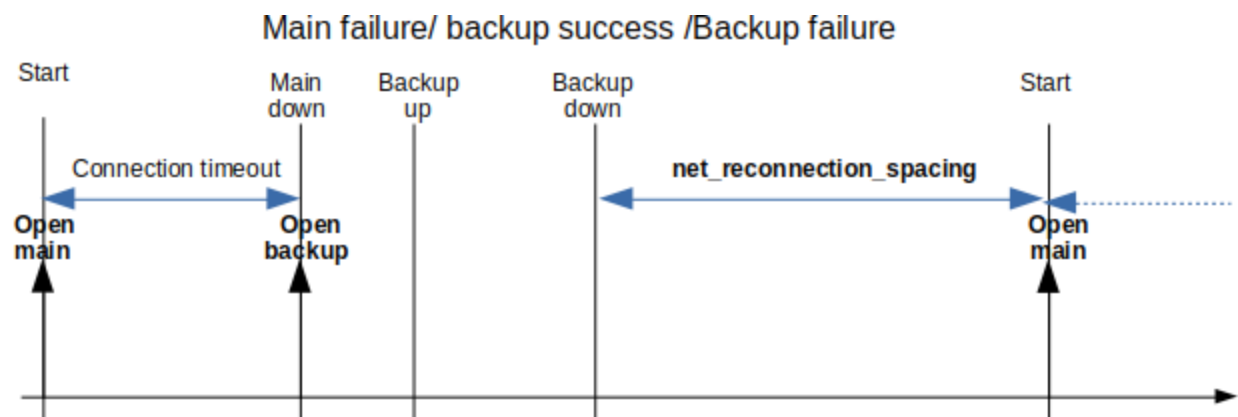 Main failure/ backup success /Backup failure
Start
Main
down
Backup
up
Backup
down
Start
Connection timeout
net_reconnection_spacing
Open
main
Open
backup
Open
main